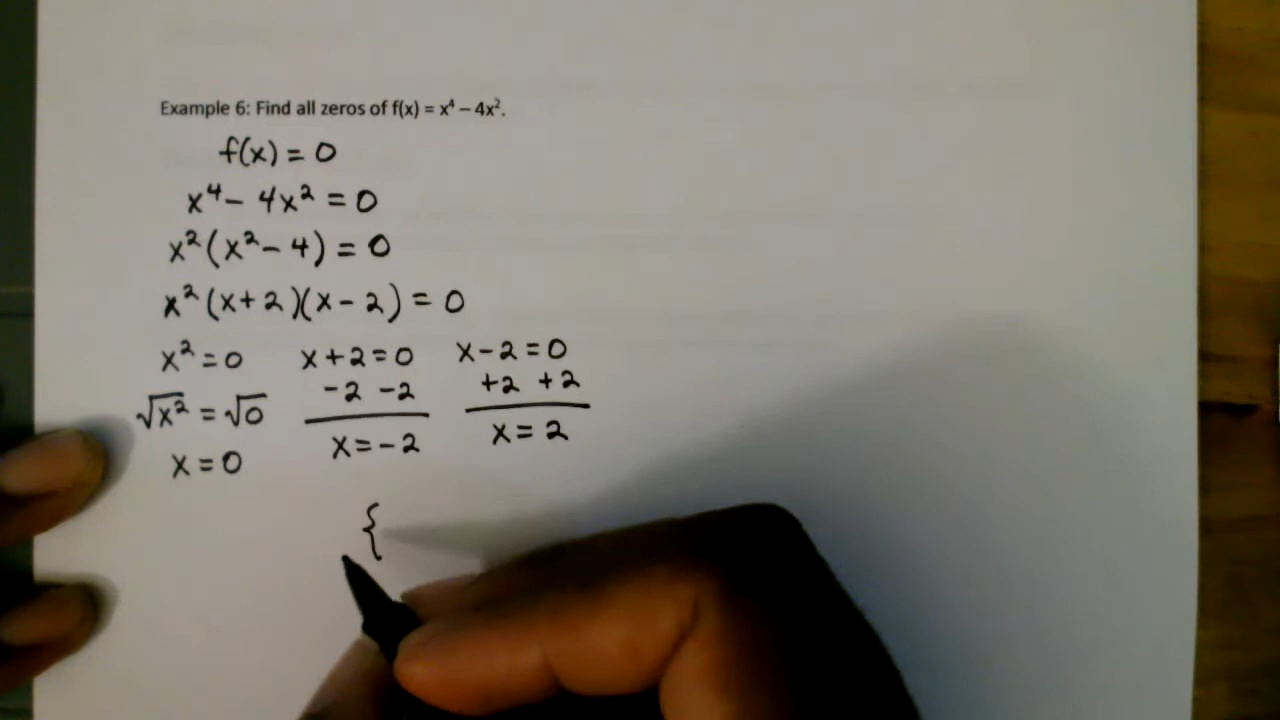 Example 6: Find all zeros of f(x) = x⁴ – 4x².
f(x) = 0
x⁴ - 4x² = 0
x²(x² - 4) = 0
x²(x + 2)(x - 2) = 0
x² = 0 x + 2 = 0 x - 2 = 0
-2 -2 +2 +2
√x² = √0 x = -2 x = 2
x = 0
{